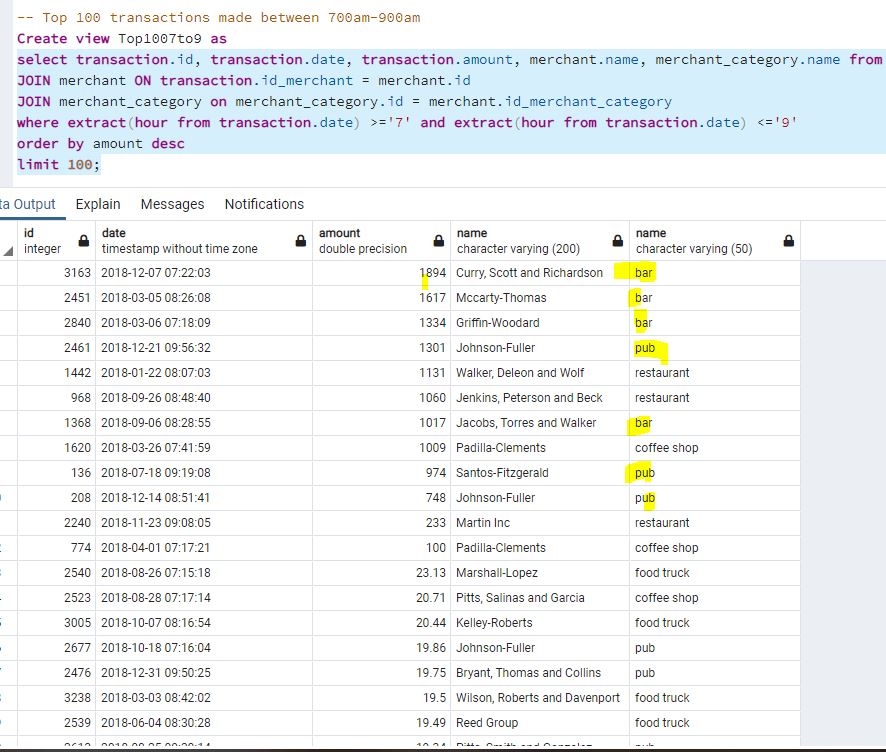 -- Top 100 transactions made between 700am-900am
Create view Top1007to9 as
select transaction.id, transaction.date, transaction.amount, merchant.name, merchant_category.name from
JOIN merchant ON transaction.id_merchant = merchant.id
JOIN merchant_category on merchant_category.id = merchant.id_merchant_category
where extract(hour from transaction.date) >='7' and extract(hour from transaction.date) <='9'
order by amount desc
limit 100;
ta Output Explain Messages Notifications
id date amount name name
integer timestamp without time zone double precision character varying (200) character varying (50)
3163 2018-12-07 07:22:03 1894 Curry, Scott and Richardson bar
2451 2018-03-05 08:26:08 1617 Mccarty-Thomas bar
2840 2018-03-06 07:18:09 1334 Griffin-Woodard bar
2461 2018-12-21 09:56:32 1301 Johnson-Fuller pub
1442 2018-01-22 08:07:03 1131 Walker, Deleon and Wolf restaurant
968 2018-09-26 08:48:40 1060 Jenkins, Peterson and Beck restaurant
1368 2018-09-06 08:28:55 1017 Jacobs, Torres and Walker bar
1620 2018-03-26 07:41:59 1009 Padilla-Clements coffee shop
136 2018-07-18 09:19:08 974 Santos-Fitzgerald pub
208 2018-12-14 08:51:41 748 Johnson-Fuller pub
2240 2018-11-23 09:08:05 233 Martin Inc restaurant
774 2018-04-01 07:17:21 100 Padilla-Clements coffee shop
2540 2018-08-26 07:15:18 23.13 Marshall-Lopez food truck
2523 2018-08-28 07:17:14 20.71 Pitts, Salinas and Garcia coffee shop
3005 2018-10-07 08:16:54 20.44 Kelley-Roberts food truck
2677 2018-10-18 07:16:04 19.86 Johnson-Fuller pub
2476 2018-12-31 09:50:25 19.75 Bryant, Thomas and Collins pub
3238 2018-03-03 08:42:02 19.5 Wilson, Roberts and Davenport food truck
2539 2018-06-04 08:30:28 19.49 Reed Group food truck